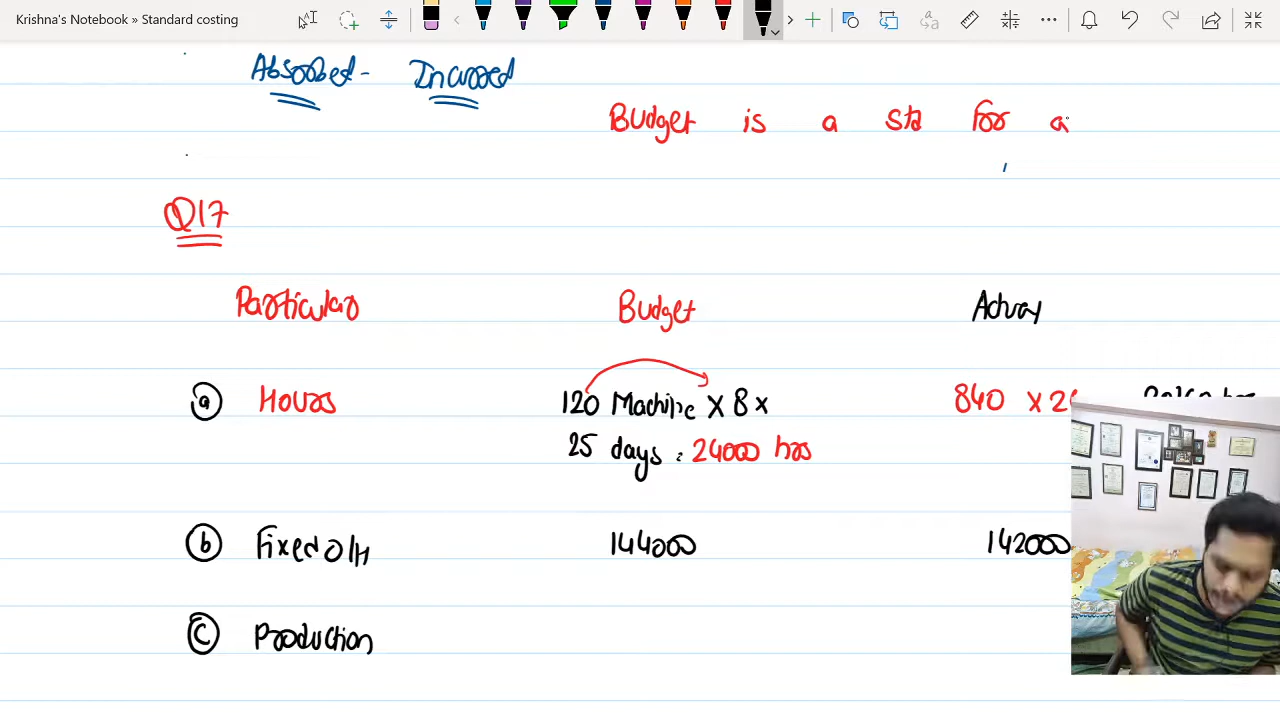 Krishna's Notebook » Standard costing
Absorbed - Incurred
Budget is a std for a
Q17
Particular Budget Actual
a Hours 120 Machine × 8 × 840 × 2
25 days = 24000 hrs
b Fixed O/H 144000 142000
c Production